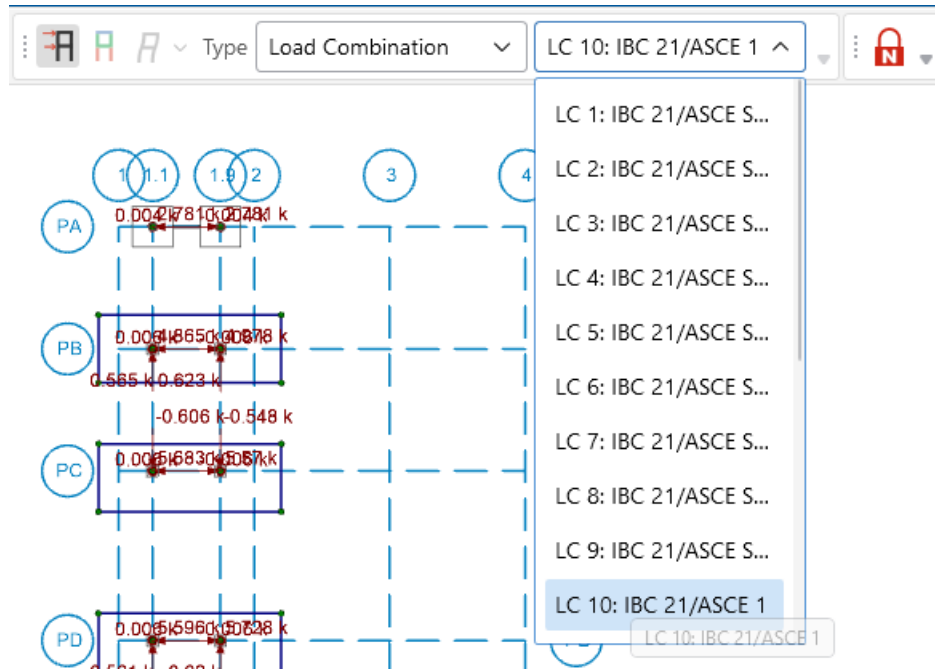 Type Load Combination LC 10: IBC 21/ASCE 1 N
LC 1: IBC 21/ASCE S...
LC 2: IBC 21/ASCE S...
LC 3: IBC 21/ASCE S...
LC 4: IBC 21/ASCE S...
LC 5: IBC 21/ASCE S...
LC 6: IBC 21/ASCE S...
LC 7: IBC 21/ASCE S...
LC 8: IBC 21/ASCE S...
LC 9: IBC 21/ASCE S...
LC 10: IBC 21/ASCE 1
LC 10: IBC 21/ASCE 1
1 1.1 1.9 2 3 4
PA
PB
0.565 k 0.623 k
-0.606 k -0.548 k
PC
PD